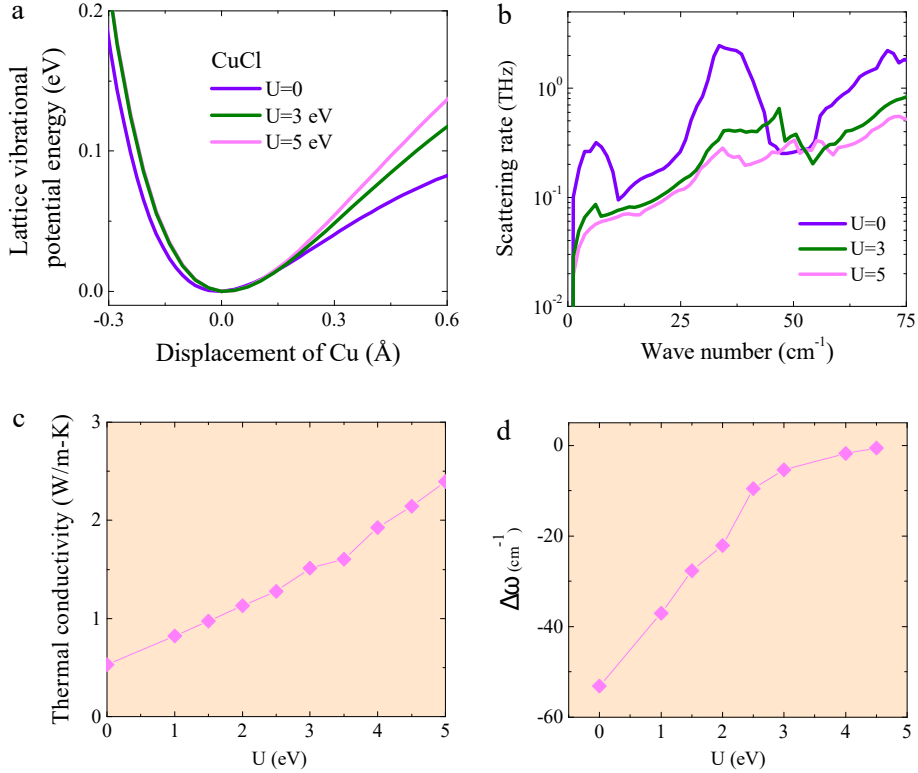 a
Lattice vibrational
potential energy (eV)
0.2
0.1
0.0
CuCl
U=0
U=3 eV
U=5 eV
-0.3
0.0
0.3
0.6
Displacement of Cu (Å)
b
Scattering rate (THz)
10^0
10^-1
10^-2
U=0
U=3
U=5
0
25
50
75
Wave number (cm^-1)
c
Thermal conductivity (W/m-K)
3
2
1
0
0
1
2
3
4
5
U (eV)
d
Δω (cm^-1)
0
-20
-40
-60
0
1
2
3
4
5
U (eV)